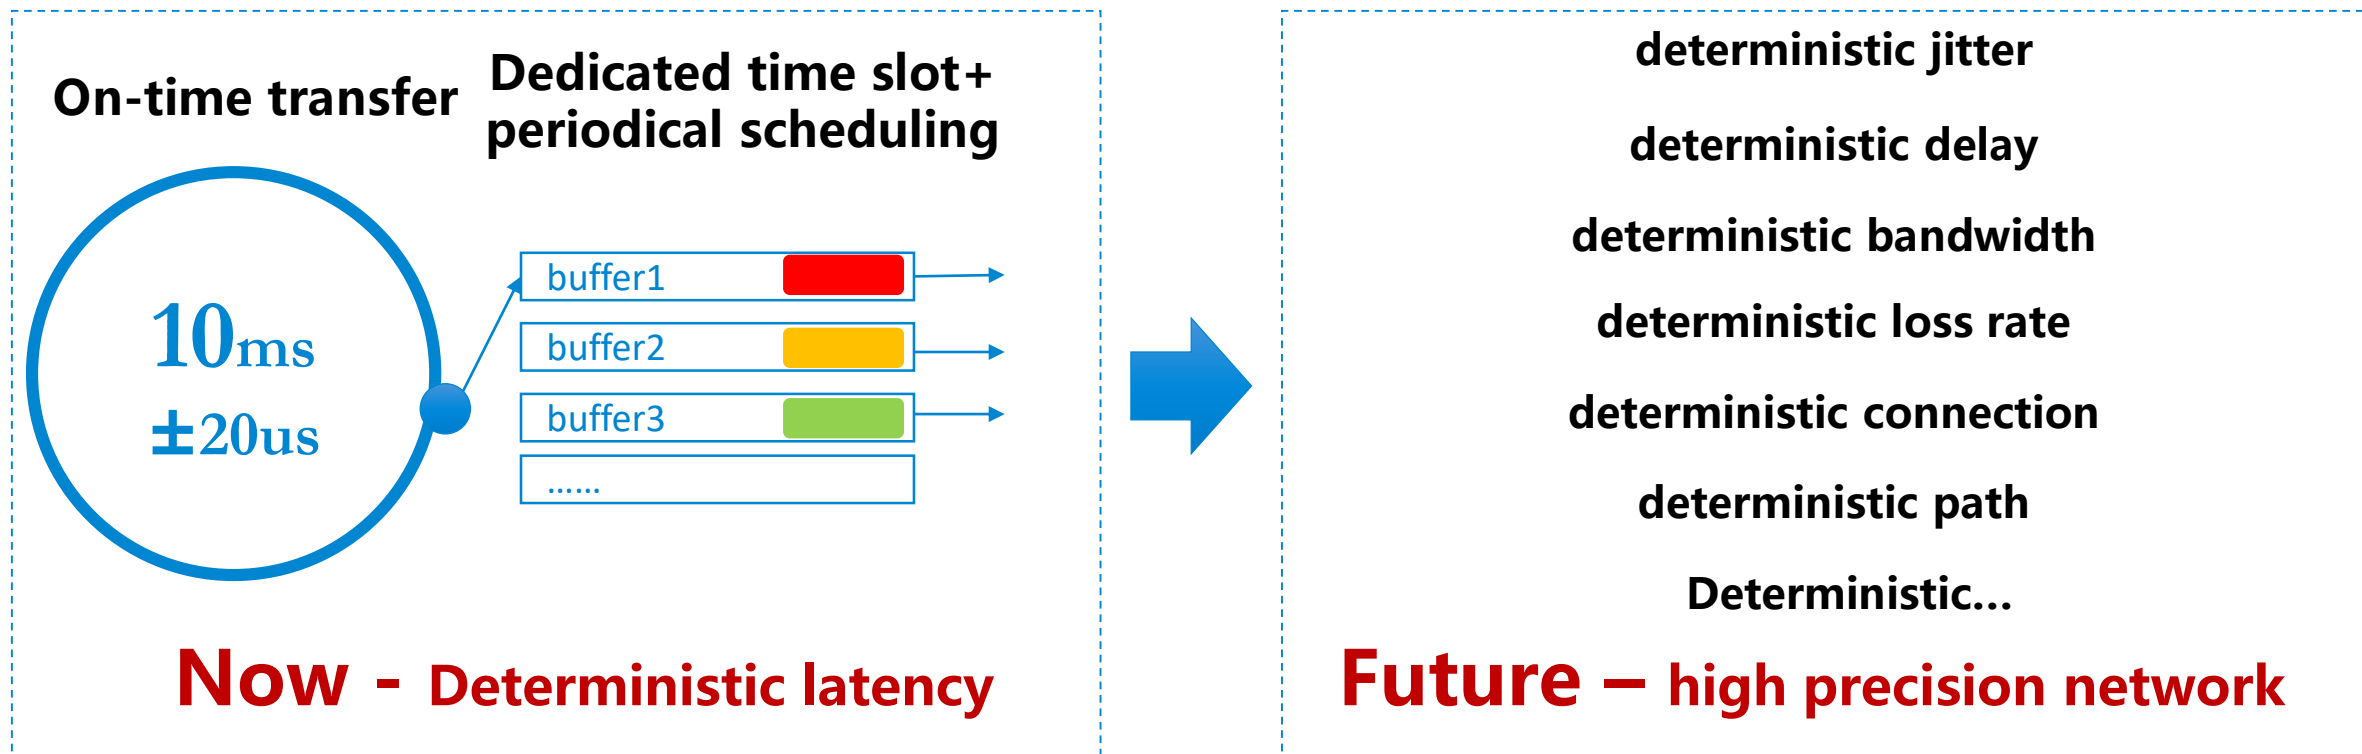 On-time transfer
Dedicated time slot+
periodical scheduling
10ms
±20us
buffer1
buffer2
buffer3
......
Now - Deterministic latency
deterministic jitter
deterministic delay
deterministic bandwidth
deterministic loss rate
deterministic connection
deterministic path
Deterministic...
Future – high precision network